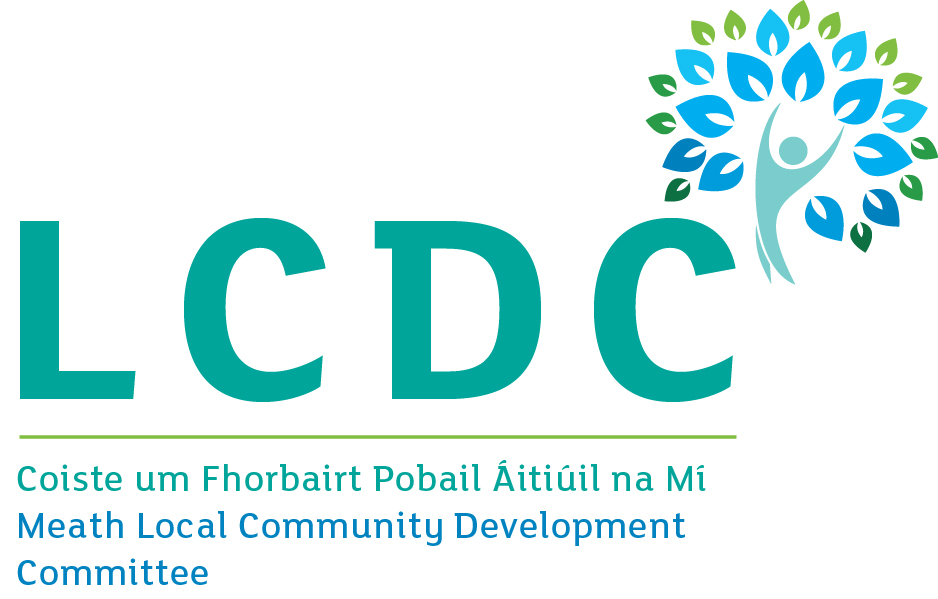 LCDC
Coiste um Fhorbairt Pobail Áitiúil na Mí
Meath Local Community Development
Committee